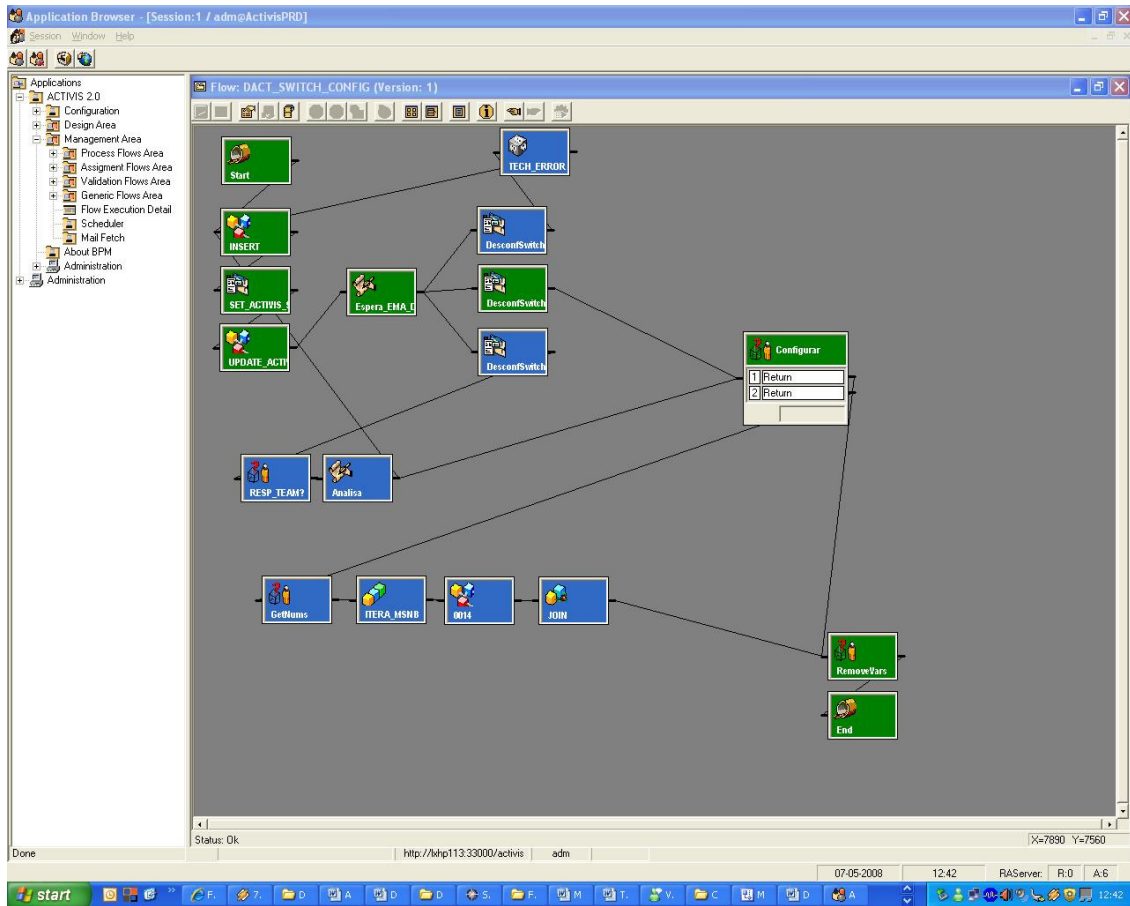 Application Browser - [Session:1 / adm@ActivisPRD]
Session Window Help
Applications
ACTIVIS 2.0
Configuration
Design Area
Management Area
Process Flows Area
Assigment Flows Area
Validation Flows Area
Generic Flows Area
Flow Execution Detail
Scheduler
Mail Fetch
About BPM
Administration
Administration
Flow: DACT_SWITCH_CONFIG (Version: 1)
Start
TECH_ERROR
INSERT
DesconfSwitch
SET_ACTIVIS_S
Espera_EMA_D
DesconfSwitch
UPDATE_ACTI
DesconfSwitch
Configurar
1 Return
2 Return
RESP_TEAM?
Analisa
GetNums
ITERA_MSNB
0014
JOIN
RemoveVars
End
Status: Ok
X=7890 Y=7560
Done
http://lxhp113:33000/activis
adm
07-05-2008
12:42
RAServer:
R:0
A:6
start
F.
7.
D
A
D
D
S.
F.
M
T.
V.
C
M
D
A
12:42